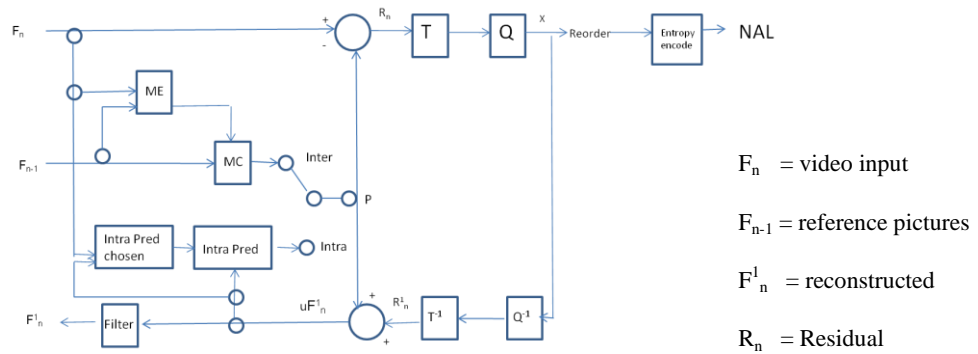 Fn
+
-
Rn
T
Q
X
Reorder
Entropy
encode
NAL
ME
Fn-1
MC
Inter
P
Intra Pred
chosen
Intra Pred
Intra
F¹n
Filter
uF¹n
+
+
R¹n
T-1
Q-1
Fn = video input
Fn-1 = reference pictures
F¹n = reconstructed
Rn = Residual